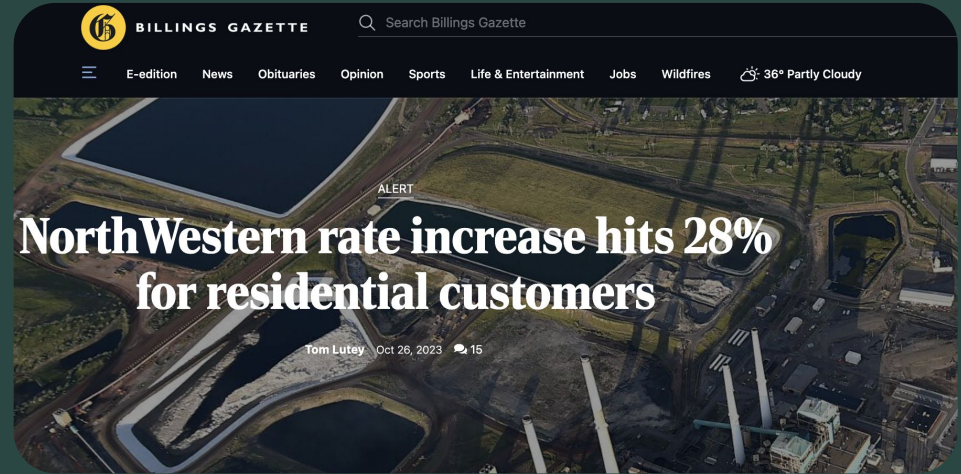 BILLINGS GAZETTE
Search Billings Gazette
E-edition News Obituaries Opinion Sports Life & Entertainment Jobs Wildfires 36° Partly Cloudy
ALERT
NorthWestern rate increase hits 28%
for residential customers
Tom Lutey Oct 26, 2023 15